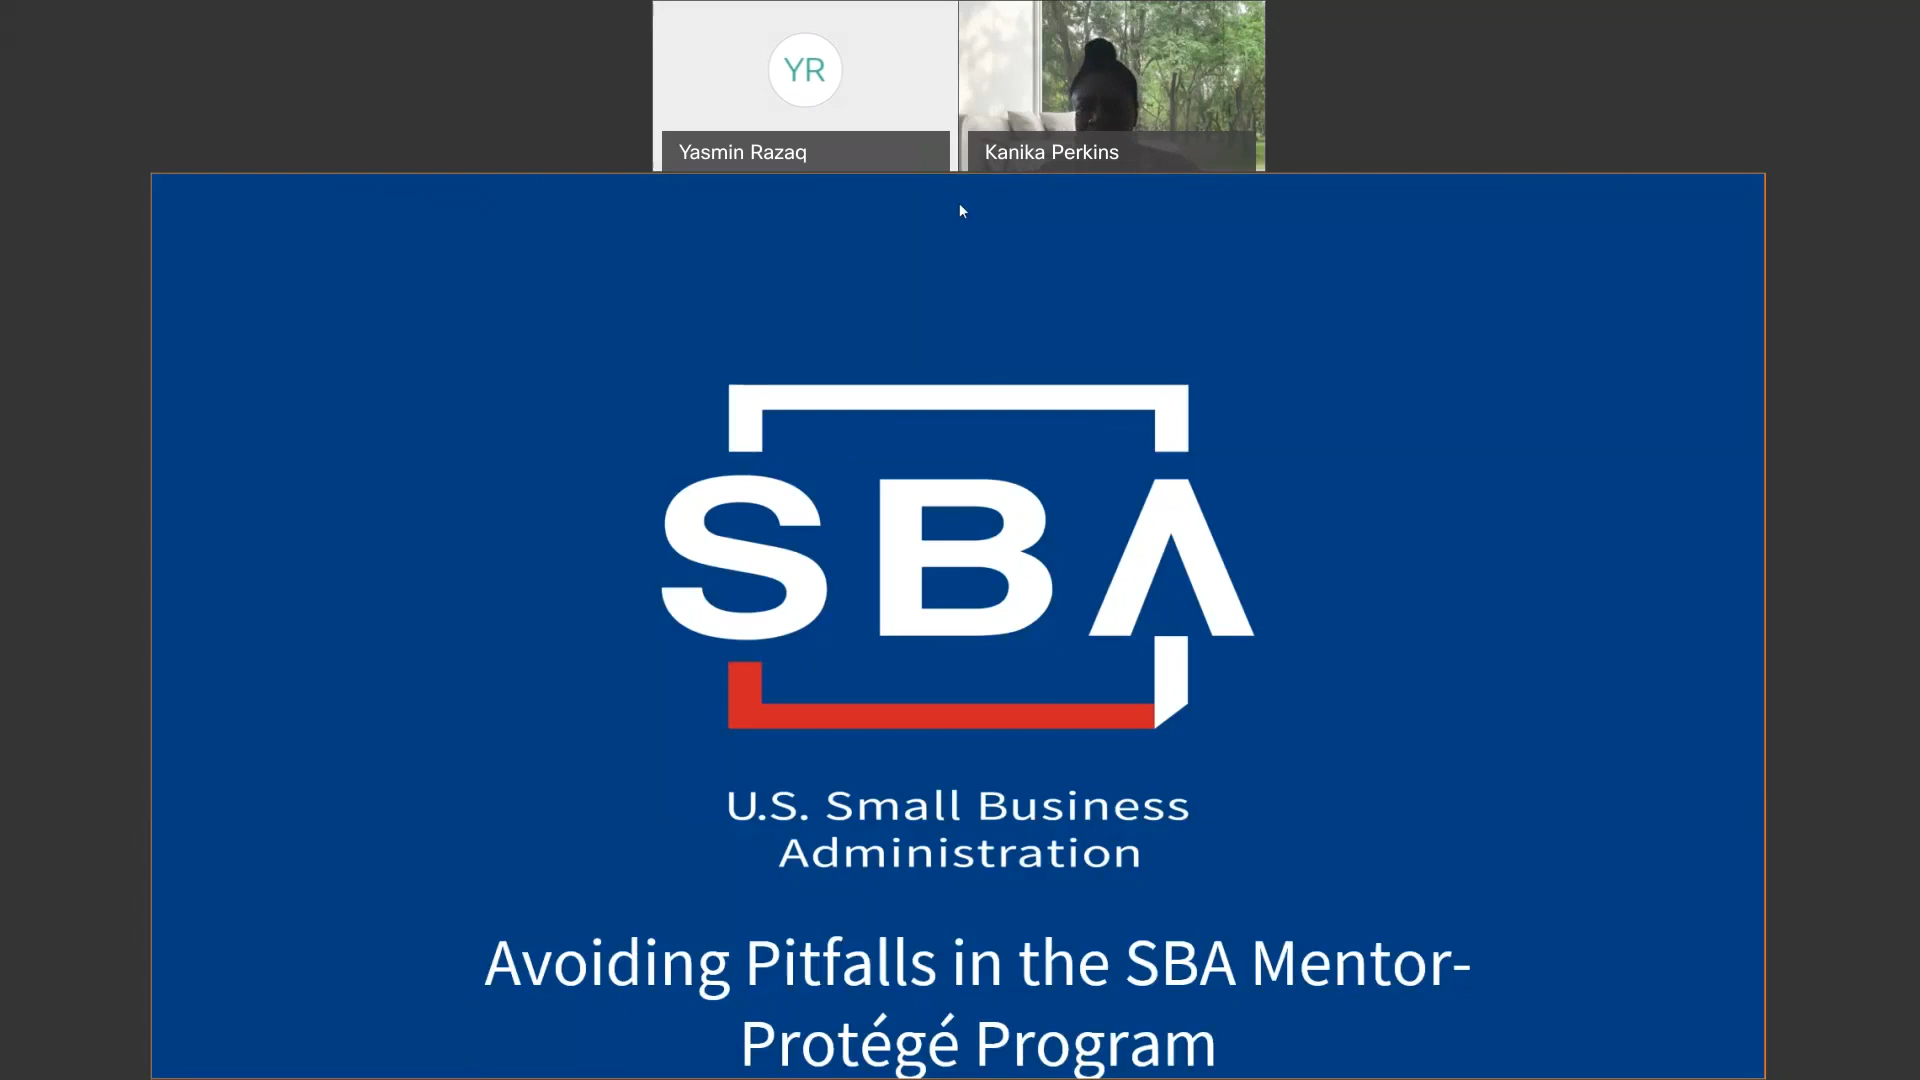 YR
Yasmin Razaq
Kanika Perkins
SBA
U.S. Small Business
Administration
Avoiding Pitfalls in the SBA Mentor-
Protégé Program